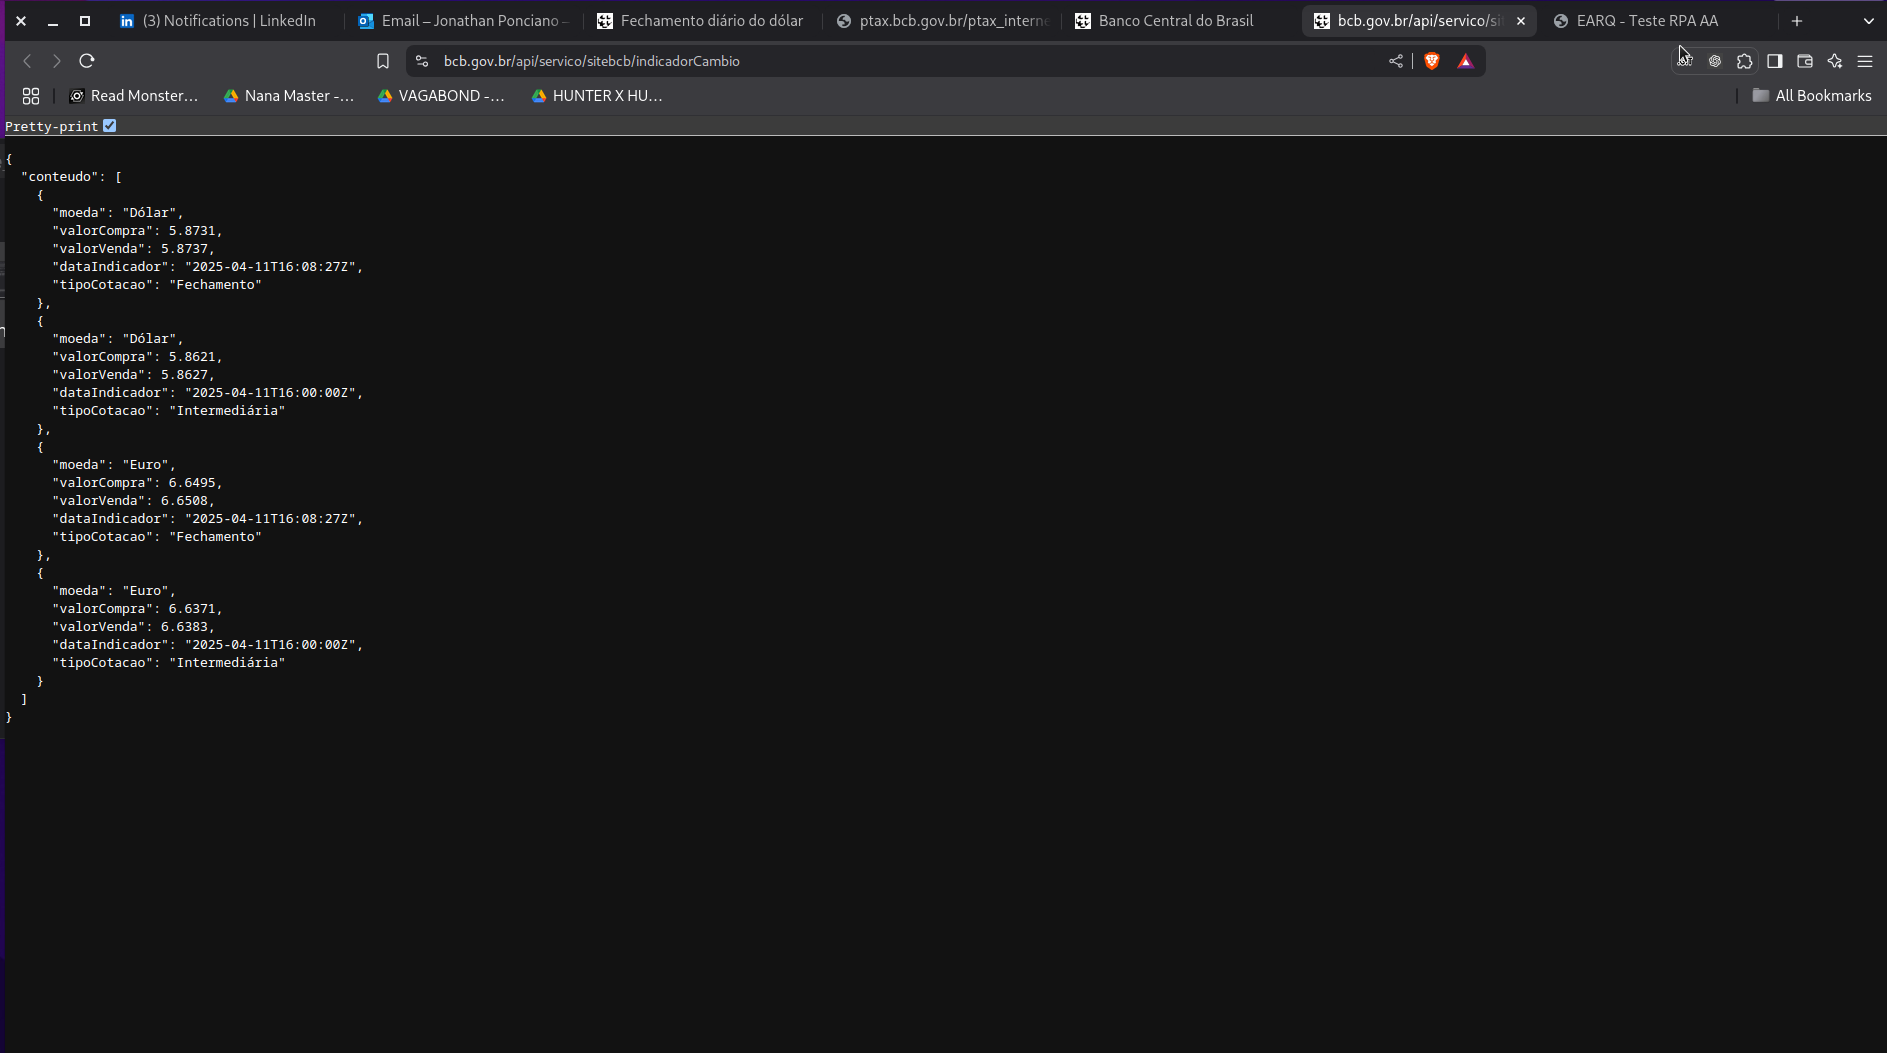 (3) Notifications | LinkedIn
Email – Jonathan Ponciano –
Fechamento diário do dólar
ptax.bcb.gov.br/ptax_interne
Banco Central do Brasil
bcb.gov.br/api/servico/si
EARQ - Teste RPA AA
bcb.gov.br/api/servico/sitebcb/indicadorCambio
Read Monster...
Nana Master -...
VAGABOND -...
HUNTER X HU...
All Bookmarks
Pretty-print
{
  "conteudo": [
    {
      "moeda": "Dólar",
      "valorCompra": 5.8731,
      "valorVenda": 5.8737,
      "dataIndicador": "2025-04-11T16:08:27Z",
      "tipoCotacao": "Fechamento"
    },
    {
      "moeda": "Dólar",
      "valorCompra": 5.8621,
      "valorVenda": 5.8627,
      "dataIndicador": "2025-04-11T16:00:00Z",
      "tipoCotacao": "Intermediária"
    },
    {
      "moeda": "Euro",
      "valorCompra": 6.6495,
      "valorVenda": 6.6508,
      "dataIndicador": "2025-04-11T16:08:27Z",
      "tipoCotacao": "Fechamento"
    },
    {
      "moeda": "Euro",
      "valorCompra": 6.6371,
      "valorVenda": 6.6383,
      "dataIndicador": "2025-04-11T16:00:00Z",
      "tipoCotacao": "Intermediária"
    }
  ]
}